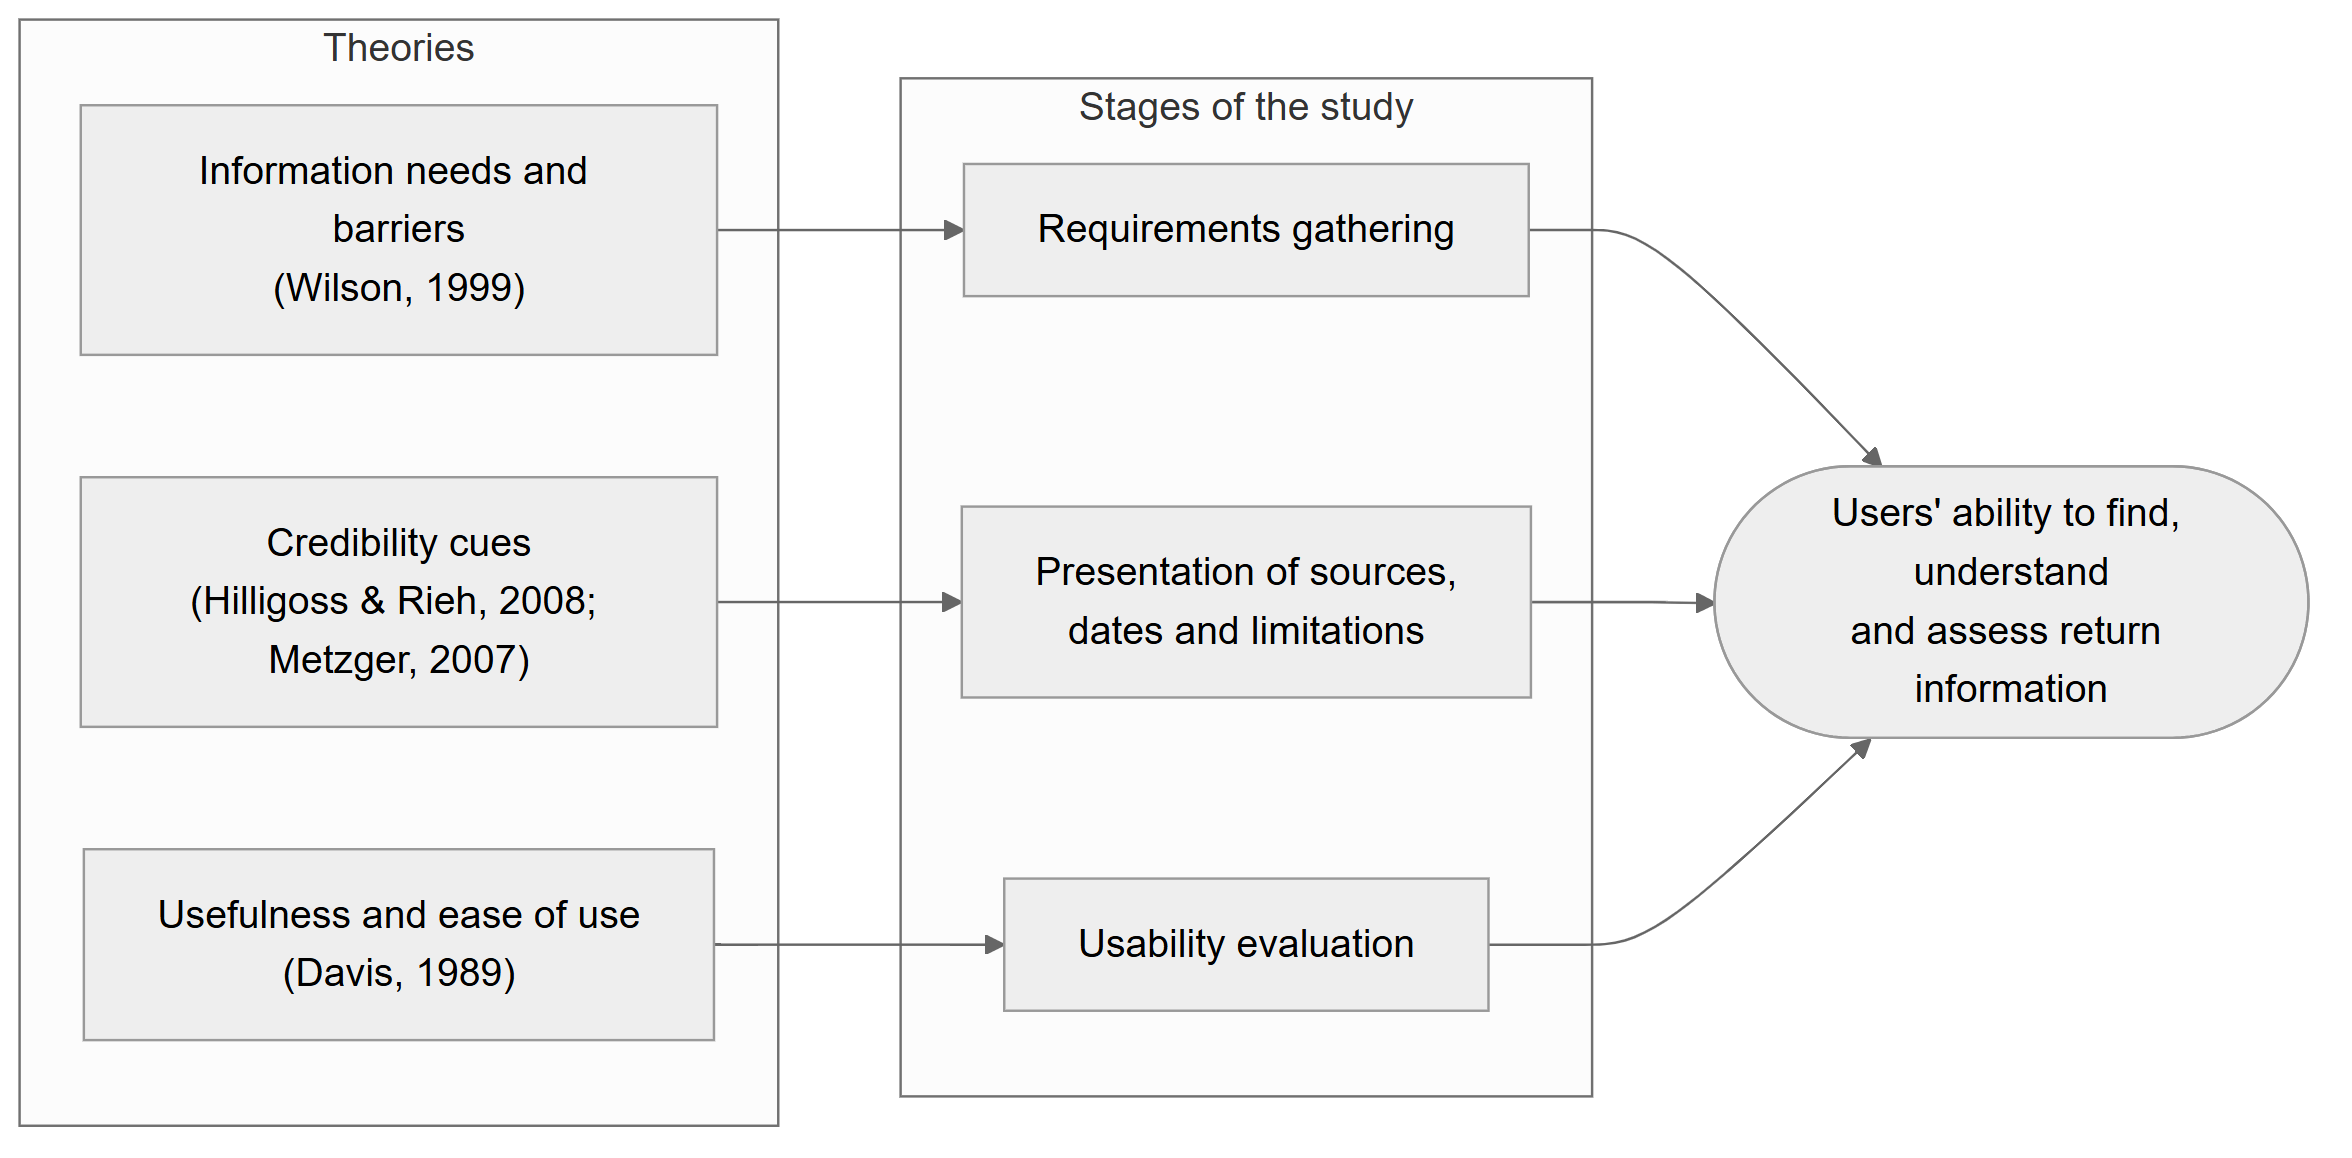 Theories
Information needs and
barriers
(Wilson, 1999)
Credibility cues
(Hilligoss & Rieh, 2008;
Metzger, 2007)
Usefulness and ease of use
(Davis, 1989)
Stages of the study
Requirements gathering
Presentation of sources,
dates and limitations
Usability evaluation
Users' ability to find,
understand
and assess return
information